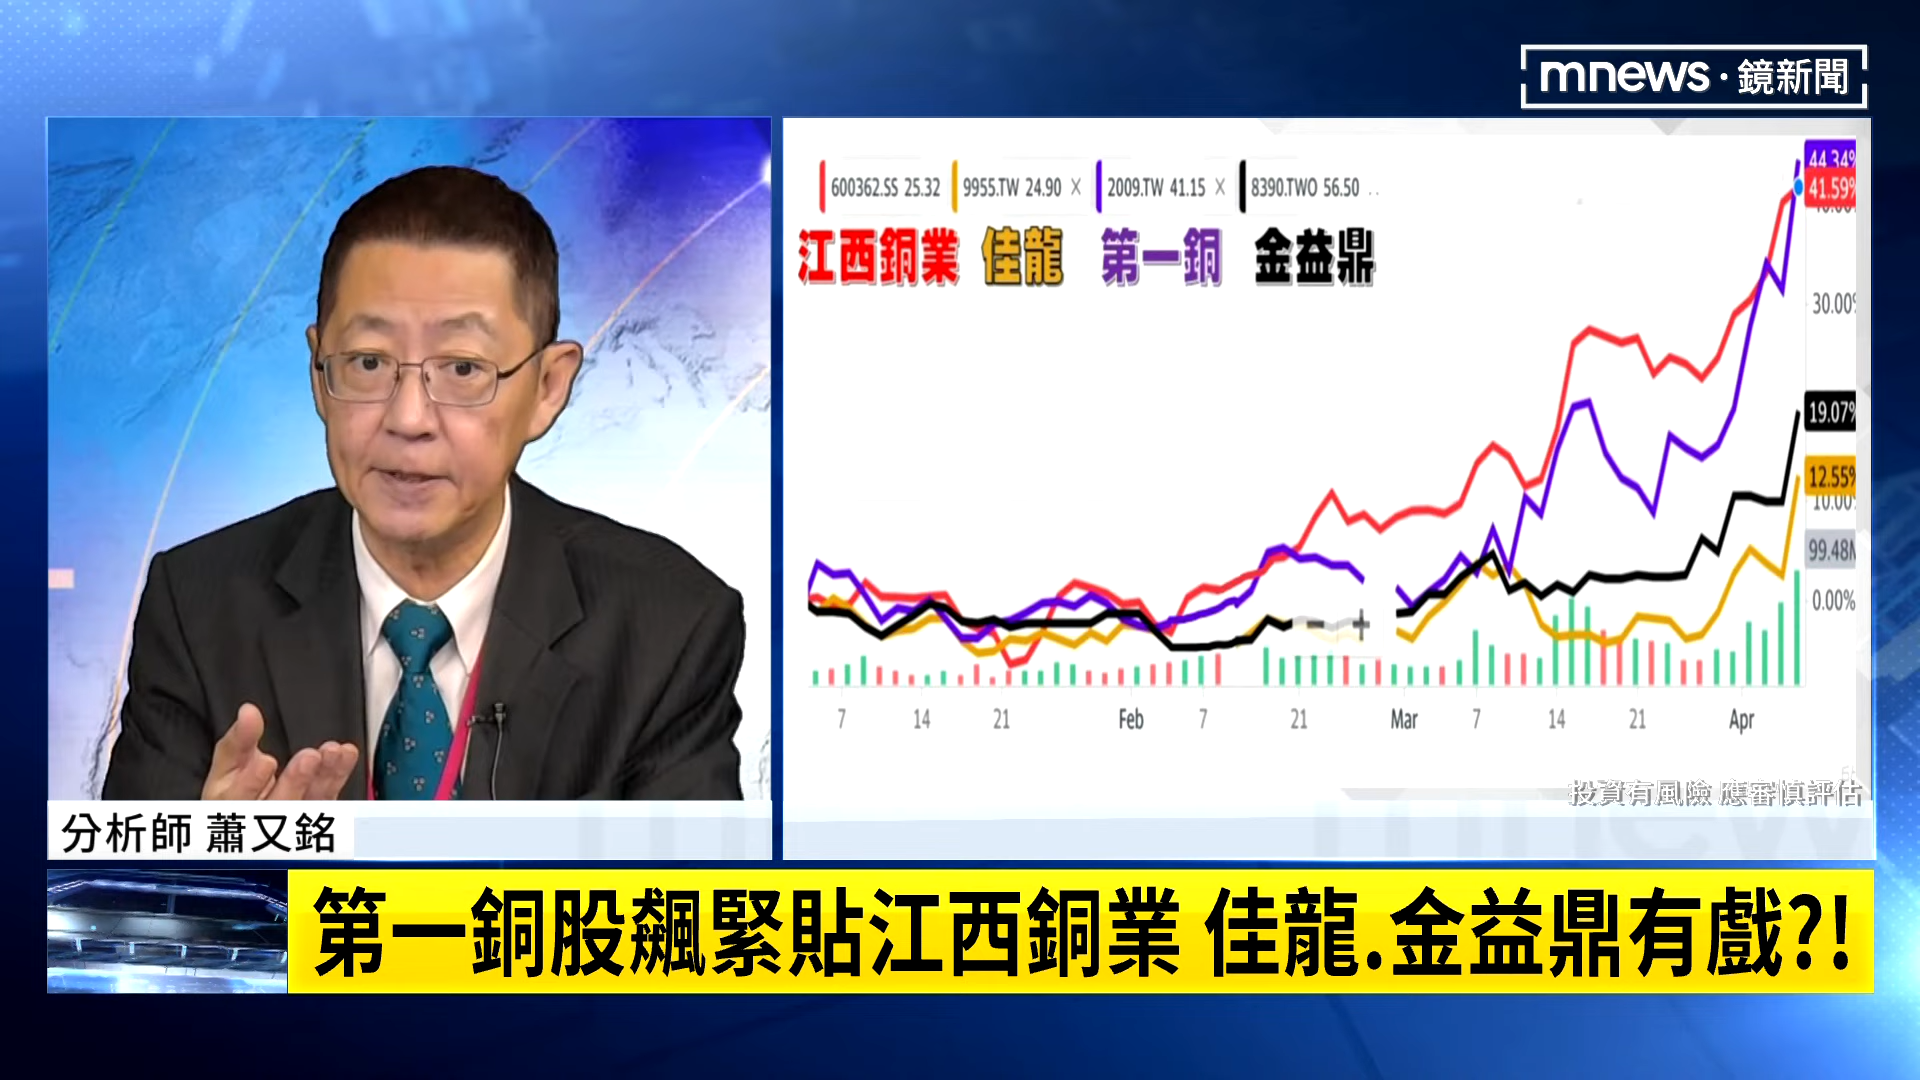 mnews·鏡新聞
600362.SS 25.32 9955.TW 24.90 × 2009.TW 41.15 × 8390.TWO 56.50 ..
江西銅業 佳龍 第一銅 金益鼎
44.34%
41.59%
30.00%
19.07%
12.55%
10.00%
99.48M
0.00%
7 14 21 Feb 7 21 Mar 7 14 21 Apr
投資有風險 應審慎評估
分析師 蕭又銘
第一銅股飆緊貼江西銅業 佳龍.金益鼎有戲?!